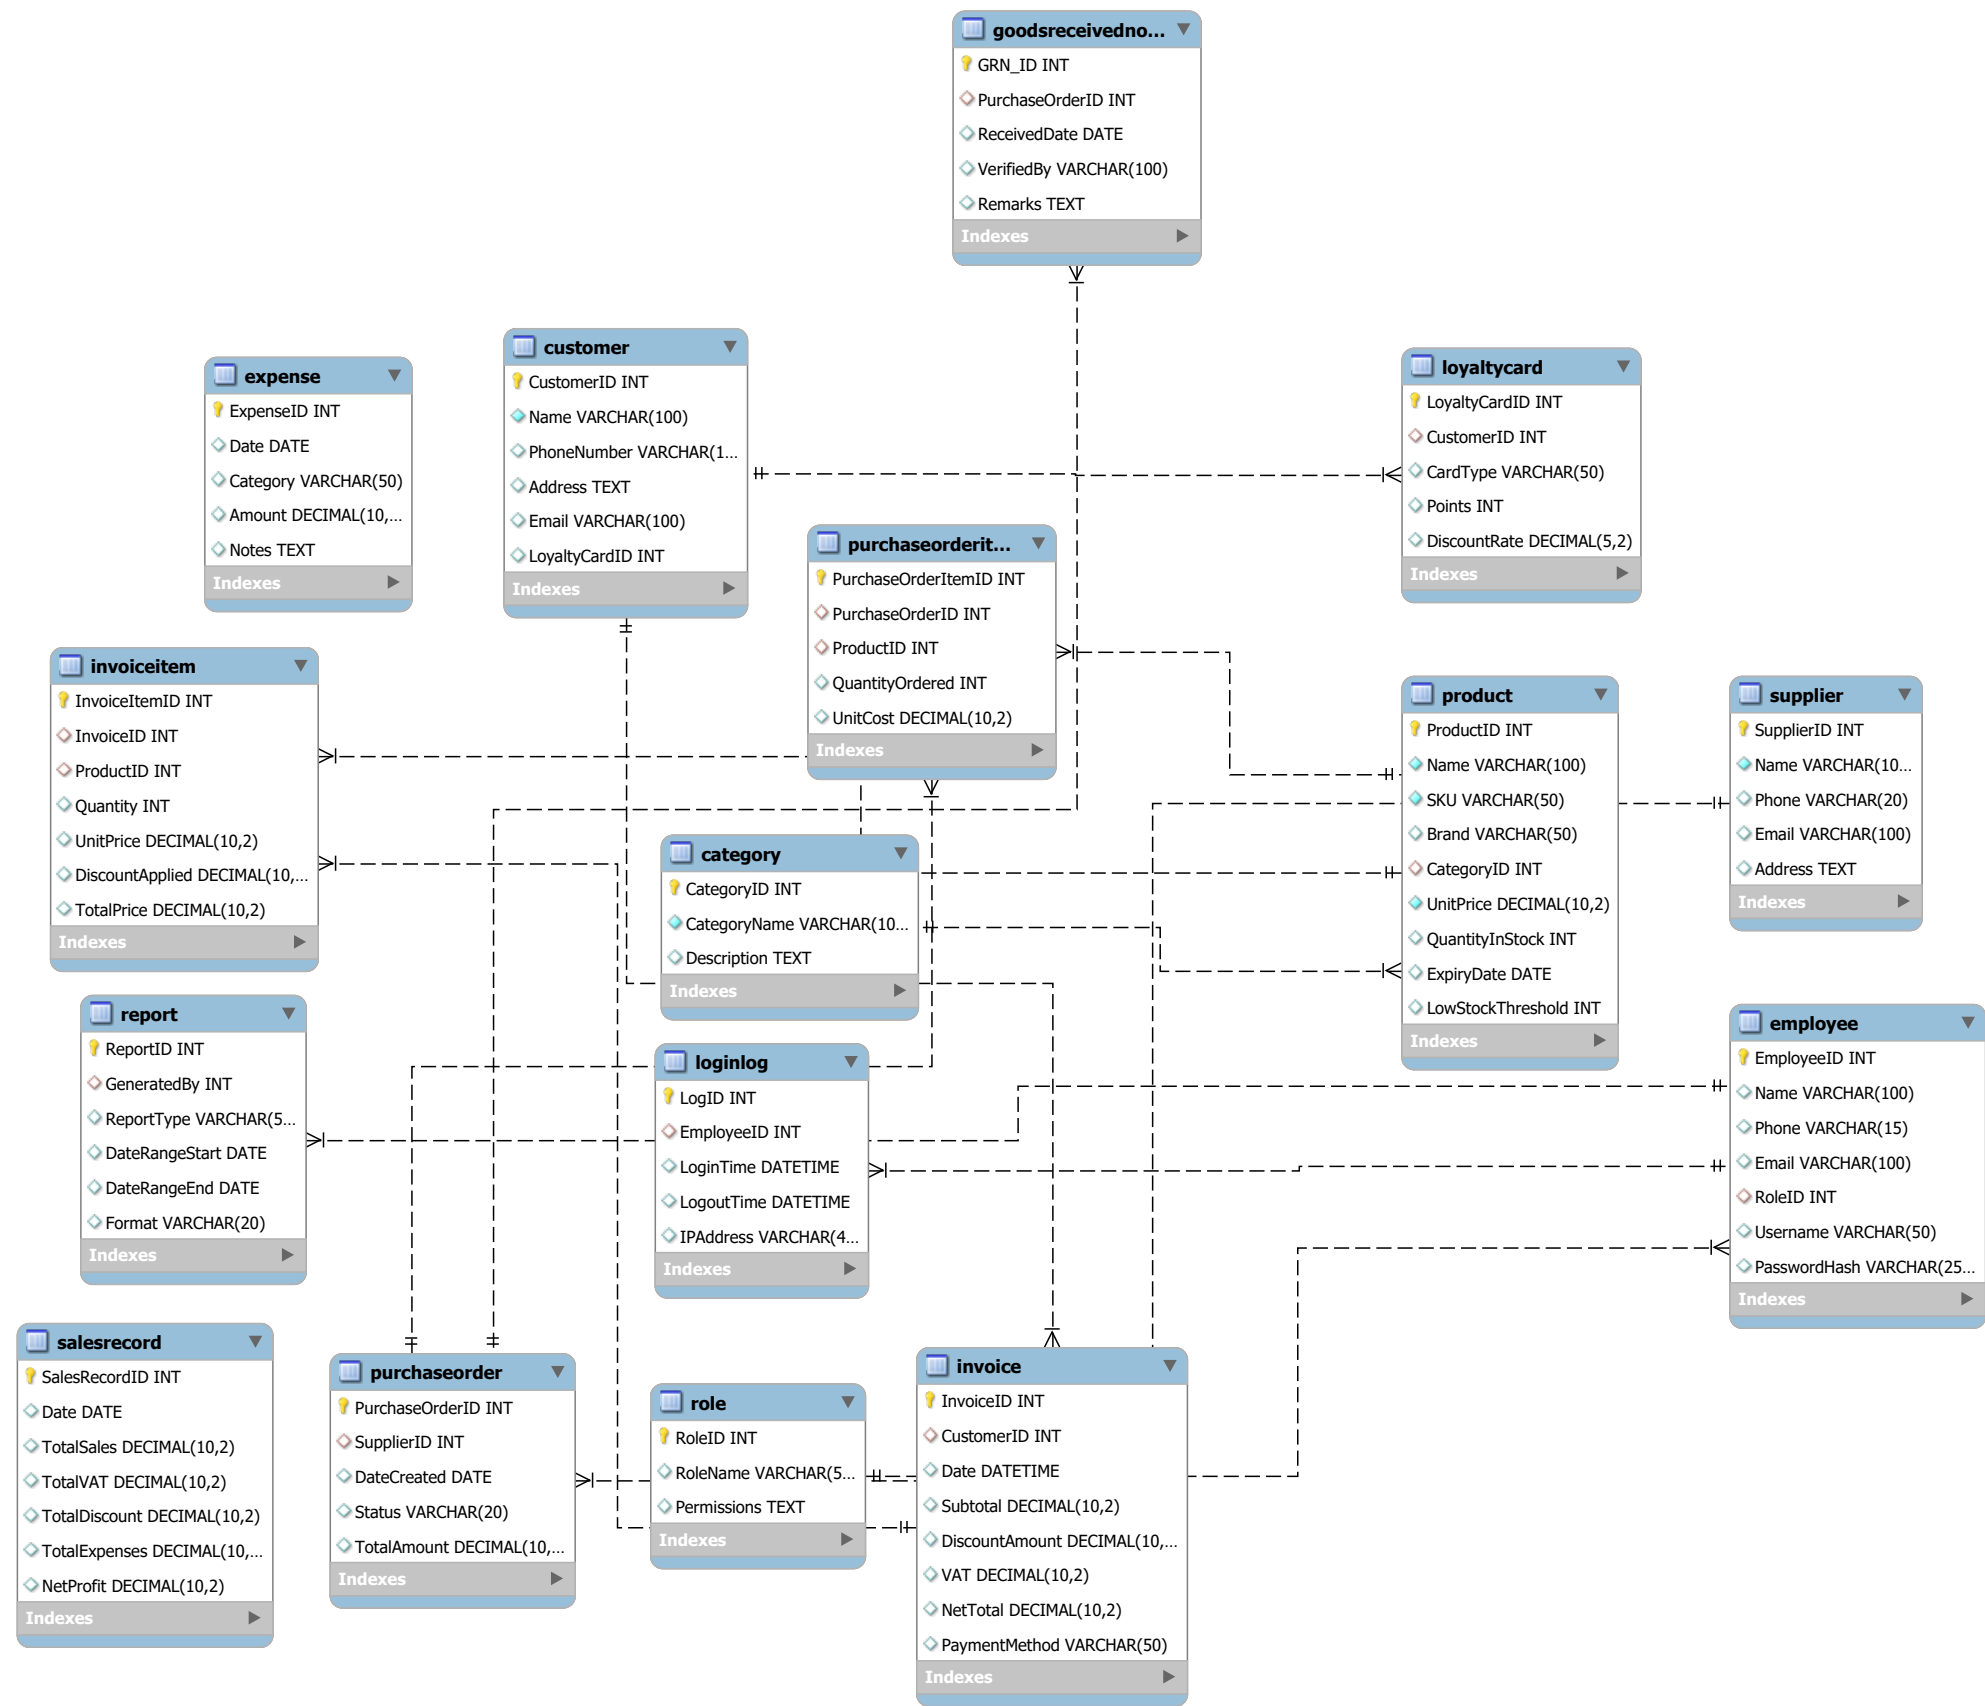 goodsreceivedno...
GRN_ID INT
PurchaseOrderID INT
ReceivedDate DATE
VerifiedBy VARCHAR(100)
Remarks TEXT
Indexes
customer
CustomerID INT
Name VARCHAR(100)
PhoneNumber VARCHAR(1...
Address TEXT
Email VARCHAR(100)
LoyaltyCardID INT
Indexes
loyaltycard
LoyaltyCardID INT
CustomerID INT
CardType VARCHAR(50)
Points INT
DiscountRate DECIMAL(5,2)
Indexes
expense
ExpenseID INT
Date DATE
Category VARCHAR(50)
Amount DECIMAL(10,...
Notes TEXT
Indexes
purchaseorderit...
PurchaseOrderItemID INT
PurchaseOrderID INT
ProductID INT
QuantityOrdered INT
UnitCost DECIMAL(10,2)
Indexes
invoiceitem
InvoiceItemID INT
InvoiceID INT
ProductID INT
Quantity INT
UnitPrice DECIMAL(10,2)
DiscountApplied DECIMAL(10,...
TotalPrice DECIMAL(10,2)
Indexes
product
ProductID INT
Name VARCHAR(100)
SKU VARCHAR(50)
Brand VARCHAR(50)
CategoryID INT
UnitPrice DECIMAL(10,2)
QuantityInStock INT
ExpiryDate DATE
LowStockThreshold INT
Indexes
supplier
SupplierID INT
Name VARCHAR(10...
Phone VARCHAR(20)
Email VARCHAR(100)
Address TEXT
Indexes
category
CategoryID INT
CategoryName VARCHAR(10...
Description TEXT
Indexes
report
ReportID INT
GeneratedBy INT
ReportType VARCHAR(5...
DateRangeStart DATE
DateRangeEnd DATE
Format VARCHAR(20)
Indexes
loginlog
LogID INT
EmployeeID INT
LoginTime DATETIME
LogoutTime DATETIME
IPAddress VARCHAR(4...
Indexes
employee
EmployeeID INT
Name VARCHAR(100)
Phone VARCHAR(15)
Email VARCHAR(100)
RoleID INT
Username VARCHAR(50)
PasswordHash VARCHAR(25...
Indexes
salesrecord
SalesRecordID INT
Date DATE
TotalSales DECIMAL(10,2)
TotalVAT DECIMAL(10,2)
TotalDiscount DECIMAL(10,2)
TotalExpenses DECIMAL(10,...
NetProfit DECIMAL(10,2)
Indexes
purchaseorder
PurchaseOrderID INT
SupplierID INT
DateCreated DATE
Status VARCHAR(20)
TotalAmount DECIMAL(10,...
Indexes
role
RoleID INT
RoleName VARCHAR(5...
Permissions TEXT
Indexes
invoice
InvoiceID INT
CustomerID INT
Date DATETIME
Subtotal DECIMAL(10,2)
DiscountAmount DECIMAL(10,...
VAT DECIMAL(10,2)
NetTotal DECIMAL(10,2)
PaymentMethod VARCHAR(50)
Indexes